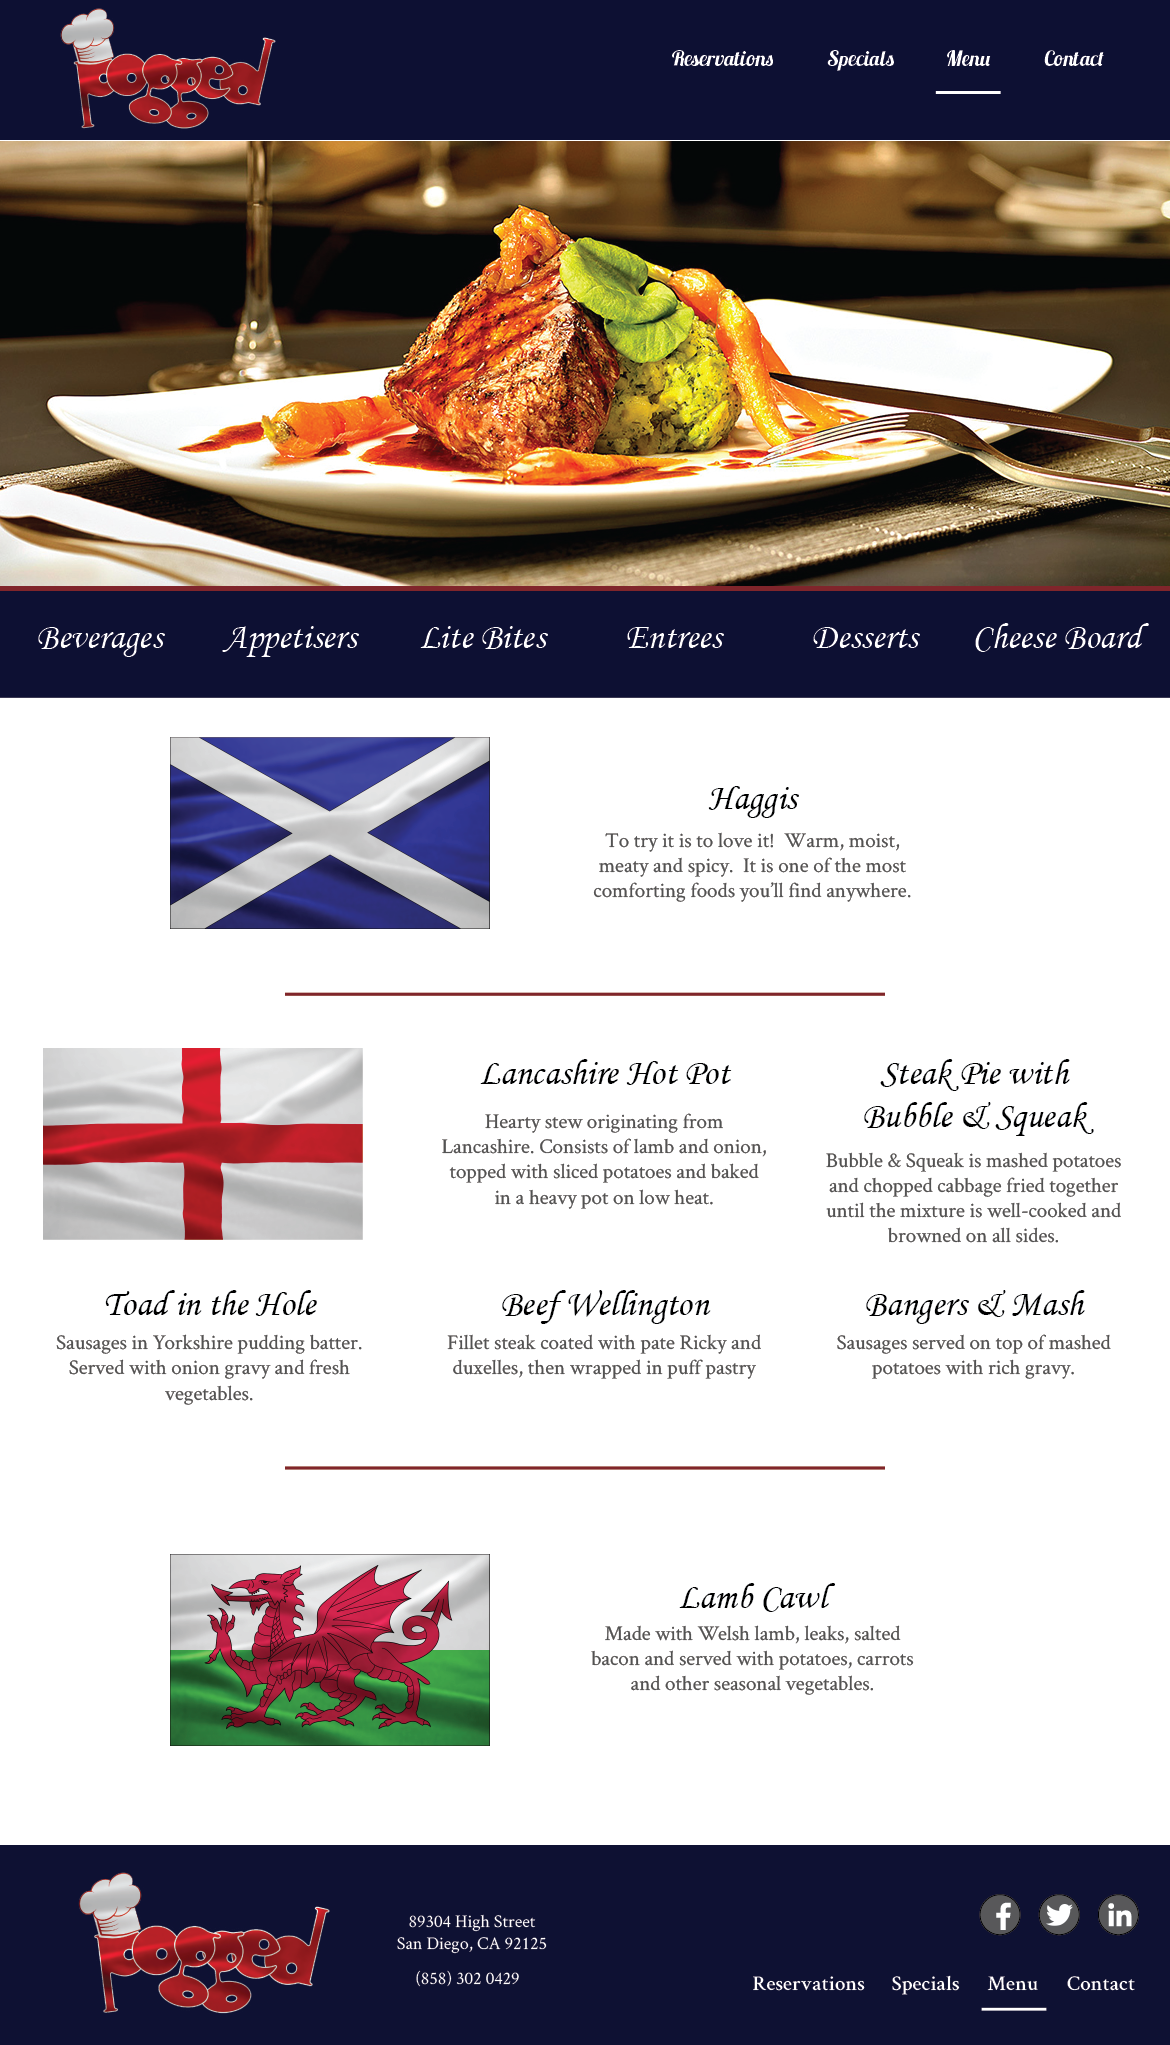 Pogged
Reservations Specials Menu Contact
Beverages Appetisers Lite Bites Entrees Desserts Cheese Board
Haggis
To try it is to love it!  Warm, moist,
meaty and spicy.  It is one of the most
comforting foods you’ll find anywhere.
Lancashire Hot Pot
Hearty stew originating from
Lancashire. Consists of lamb and onion,
topped with sliced potatoes and baked
in a heavy pot on low heat.
Steak Pie with
Bubble & Squeak
Bubble & Squeak is mashed potatoes
and chopped cabbage fried together
until the mixture is well-cooked and
browned on all sides.
Toad in the Hole
Sausages in Yorkshire pudding batter.
Served with onion gravy and fresh
vegetables.
Beef Wellington
Fillet steak coated with pate Ricky and
duxelles, then wrapped in puff pastry
Bangers & Mash
Sausages served on top of mashed
potatoes with rich gravy.
Lamb Cawl
Made with Welsh lamb, leaks, salted
bacon and served with potatoes, carrots
and other seasonal vegetables.
Pogged
89304 High Street
San Diego, CA 92125
(858) 302 0429
f in
Reservations Specials Menu Contact